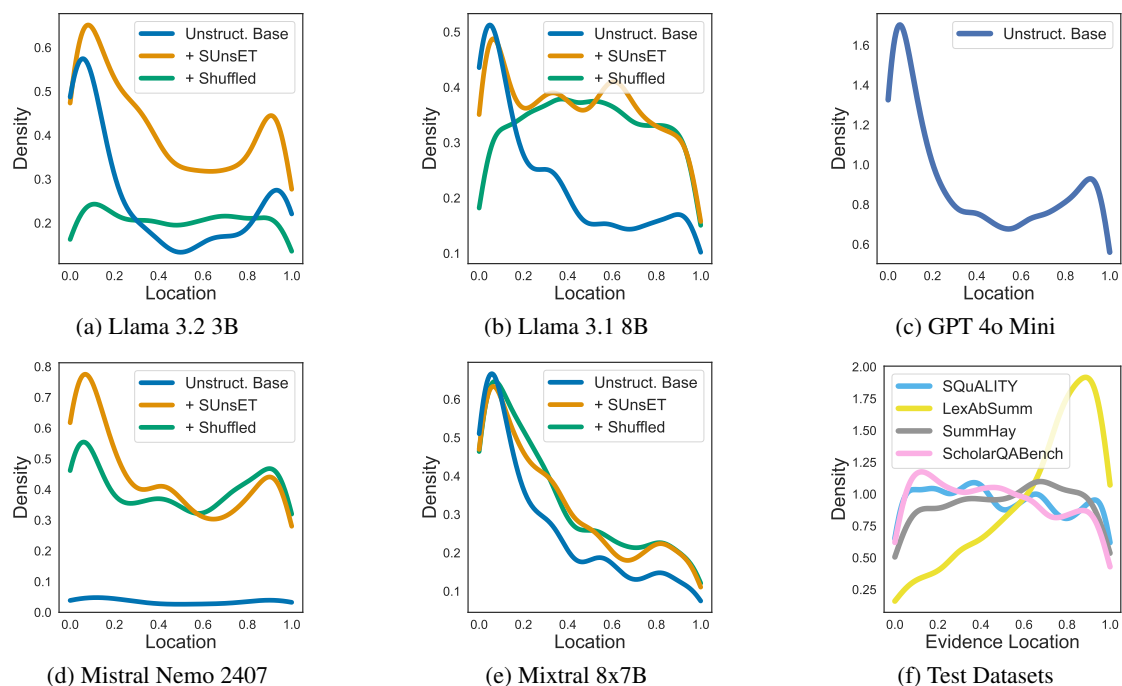 Unstruct. Base
+ SUnsET
+ Shuffled
Density
0.6
0.5
0.4
0.3
0.2
0.0 0.2 0.4 0.6 0.8 1.0
Location
(a) Llama 3.2 3B
Unstruct. Base
+ SUnsET
+ Shuffled
Density
0.5
0.4
0.3
0.2
0.1
0.0 0.2 0.4 0.6 0.8 1.0
Location
(b) Llama 3.1 8B
Unstruct. Base
Density
1.6
1.4
1.2
1.0
0.8
0.6
0.0 0.2 0.4 0.6 0.8 1.0
Location
(c) GPT 4o Mini
Unstruct. Base
+ SUnsET
+ Shuffled
Density
0.8
0.7
0.6
0.5
0.4
0.3
0.2
0.1
0.0
0.0 0.2 0.4 0.6 0.8 1.0
Location
(d) Mistral Nemo 2407
Unstruct. Base
+ SUnsET
+ Shuffled
Density
0.6
0.5
0.4
0.3
0.2
0.1
0.0 0.2 0.4 0.6 0.8 1.0
Location
(e) Mixtral 8x7B
SQuALITY
LexAbSumm
SummHay
ScholarQABench
Density
2.00
1.75
1.50
1.25
1.00
0.75
0.50
0.25
0.0 0.2 0.4 0.6 0.8 1.0
Evidence Location
(f) Test Datasets